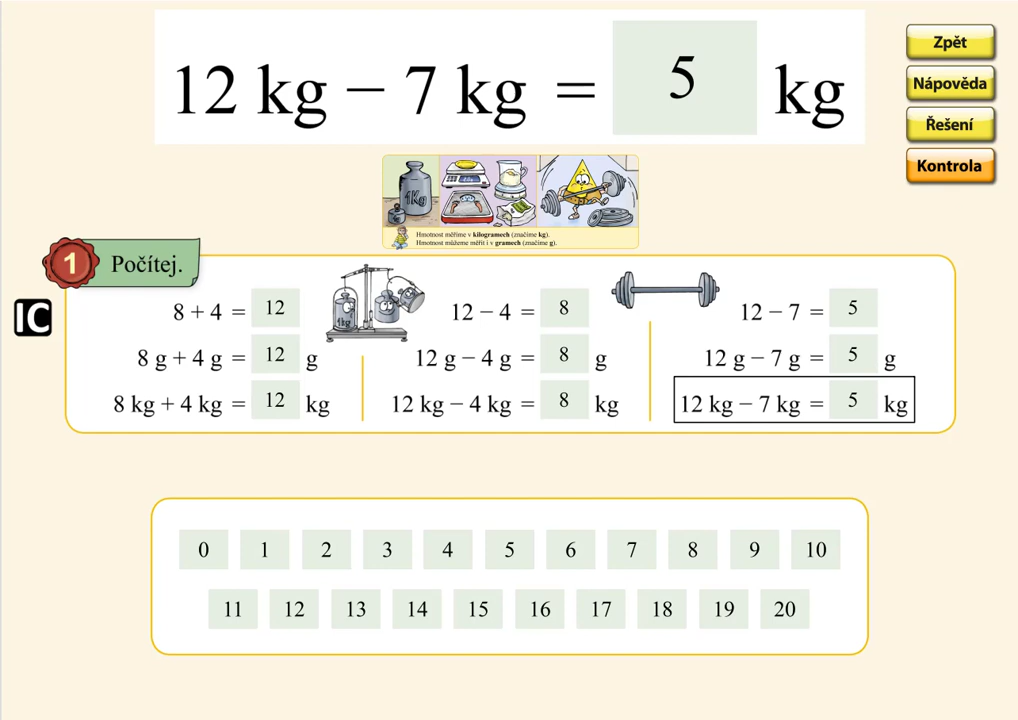 12 kg − 7 kg = 5 kg
Zpět
Nápověda
Řešení
Kontrola
1Kg
Hmotnost měříme v kilogramech (značíme kg).
Hmotnost můžeme měřit i v gramech (značíme g).
1 Počítej.
IC
8 + 4 = 12
8 g + 4 g = 12 g
8 kg + 4 kg = 12 kg
1kg
12 − 4 = 8
12 g − 4 g = 8 g
12 kg − 4 kg = 8 kg
12 − 7 = 5
12 g − 7 g = 5 g
12 kg − 7 kg = 5 kg
0 1 2 3 4 5 6 7 8 9 10
11 12 13 14 15 16 17 18 19 20